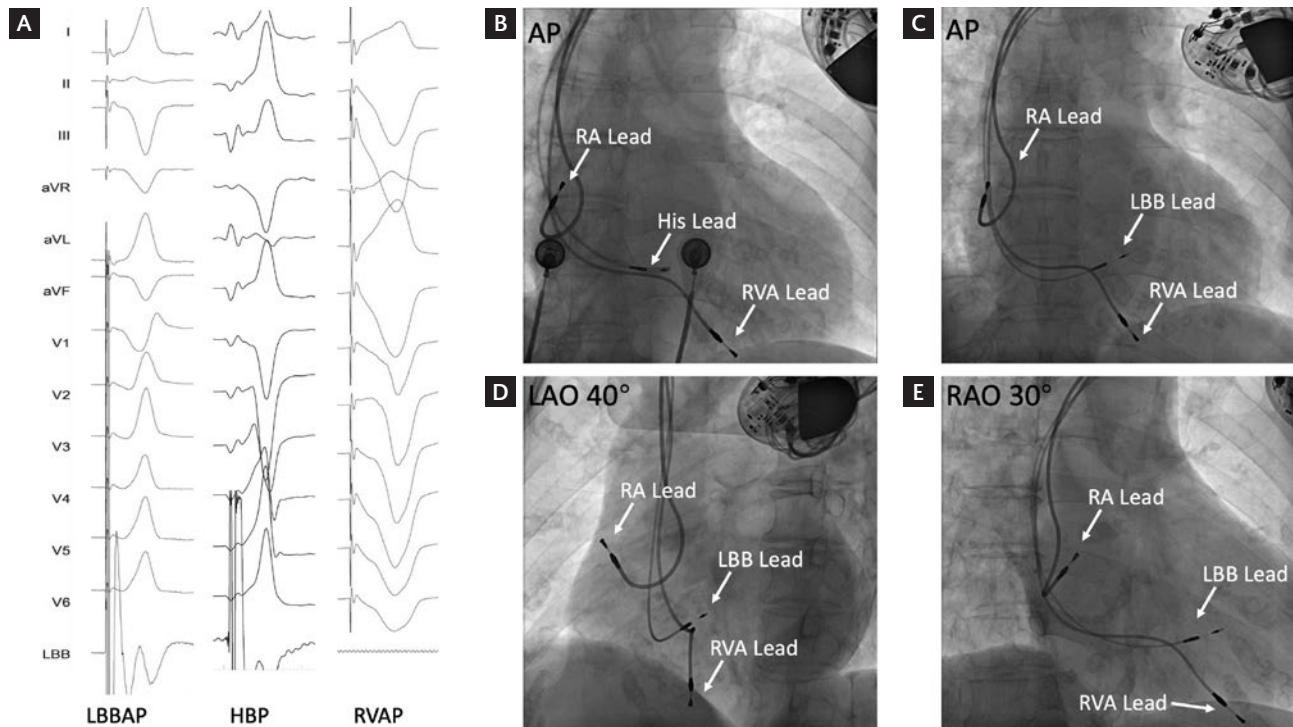 A
I
II
III
aVR
aVL
aVF
V1
V2
V3
V4
V5
V6
LBB
LBBAP HBP RVAP
B
AP
RA Lead
His Lead
RVA Lead
C
AP
RA Lead
LBB Lead
RVA Lead
D
LAO 40°
RA Lead
LBB Lead
RVA Lead
E
RAO 30°
RA Lead
LBB Lead
RVA Lead